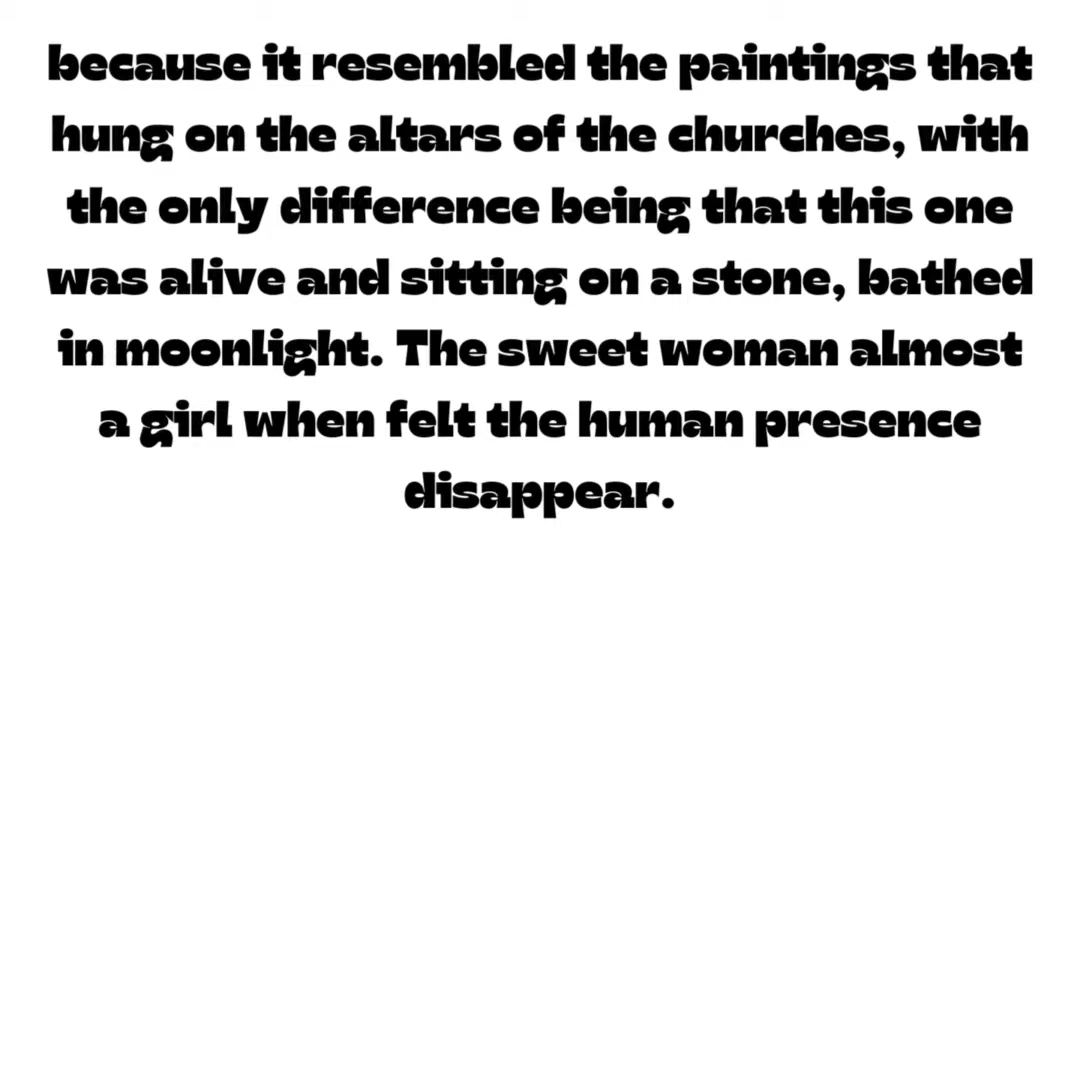 because it resembled the paintings that
hung on the altars of the churches, with
the only difference being that this one
was alive and sitting on a stone, bathed
in moonlight. The sweet woman almost
a girl when felt the human presence
disappear.